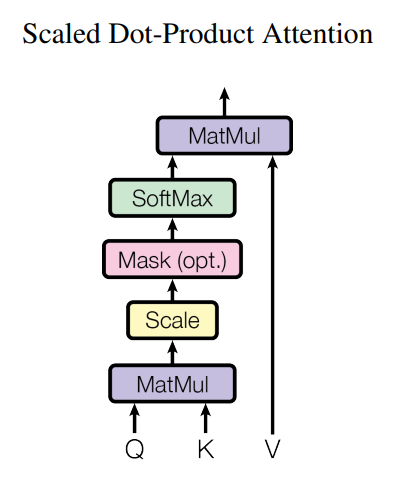 Scaled Dot-Product Attention
MatMul
SoftMax
Mask (opt.)
Scale
MatMul
Q K V